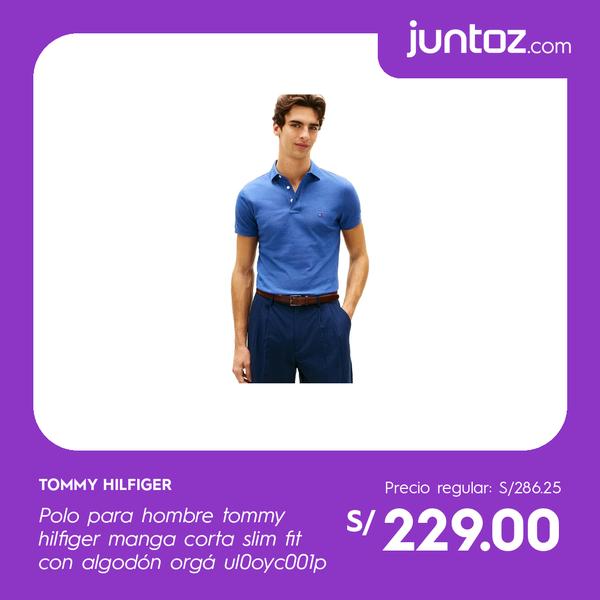 juntoz.com
TOMMY HILFIGER
Polo para hombre tommy
hilfiger manga corta slim fit
con algodón orgá ul0oyc001p
Precio regular: S/286.25
S/ 229.00